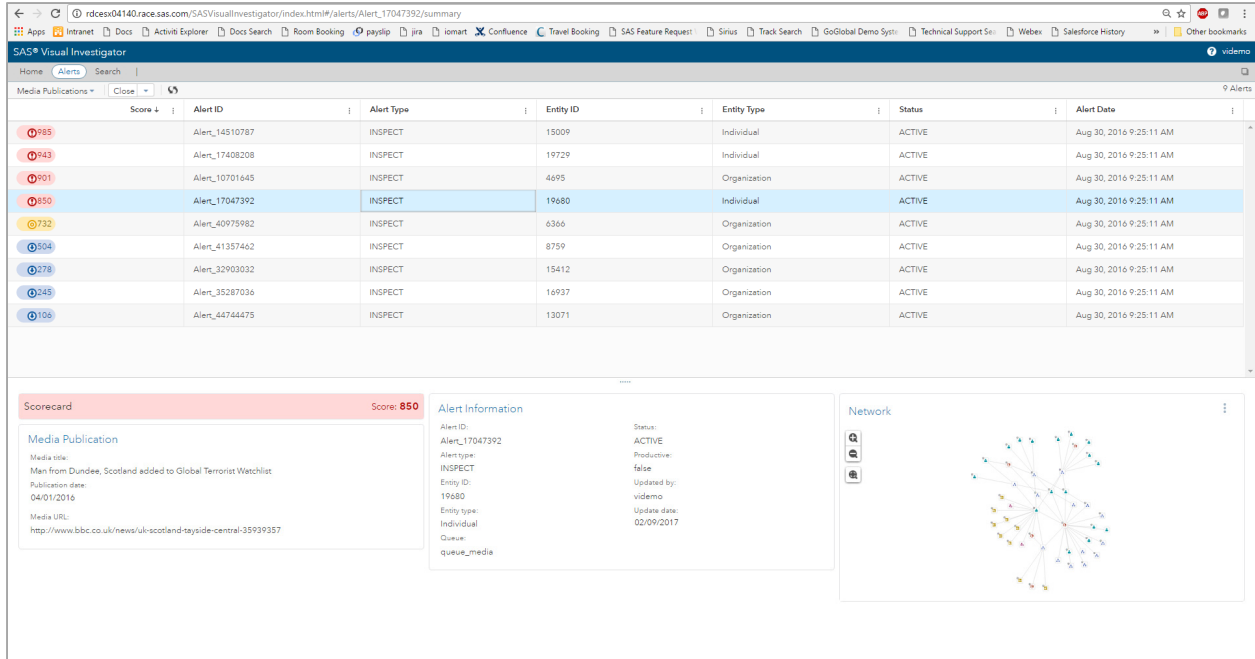 rdcesx04140.race.sas.com/SASVisualInvestigator/index.html#/alerts/Alert_17047392/summary
Apps Intranet Docs Activiti Explorer Docs Search Room Booking payslip jira iomart Confluence Travel Booking SAS Feature Request Sirius Track Search GoGlobal Demo Syste Technical Support Sea Webex Salesforce History » Other bookmarks
SAS® Visual Investigator videmo
Home Alerts Search
Media Publications Close 9 Alerts
Score Alert ID Alert Type Entity ID Entity Type Status Alert Date
985 Alert_14510787 INSPECT 15009 Individual ACTIVE Aug 30, 2016 9:25:11 AM
943 Alert_17408208 INSPECT 19729 Individual ACTIVE Aug 30, 2016 9:25:11 AM
901 Alert_10701645 INSPECT 4695 Organization ACTIVE Aug 30, 2016 9:25:11 AM
850 Alert_17047392 INSPECT 19680 Individual ACTIVE Aug 30, 2016 9:25:11 AM
732 Alert_40975982 INSPECT 6366 Organization ACTIVE Aug 30, 2016 9:25:11 AM
504 Alert_41357462 INSPECT 8759 Organization ACTIVE Aug 30, 2016 9:25:11 AM
278 Alert_32903032 INSPECT 15412 Organization ACTIVE Aug 30, 2016 9:25:11 AM
245 Alert_35287036 INSPECT 16937 Organization ACTIVE Aug 30, 2016 9:25:11 AM
106 Alert_44744475 INSPECT 13071 Organization ACTIVE Aug 30, 2016 9:25:11 AM
Scorecard Score: 850
Media Publication
Media title:
Man from Dundee, Scotland added to Global Terrorist Watchlist
Publication date:
04/01/2016
Media URL:
http://www.bbc.co.uk/news/uk-scotland-tayside-central-35939357
Alert Information
Alert ID: Status:
Alert_17047392 ACTIVE
Alert type: Productive:
INSPECT false
Entity ID: Updated by:
19680 videmo
Entity type: Update date:
Individual 02/09/2017
Queue:
queue_media
Network